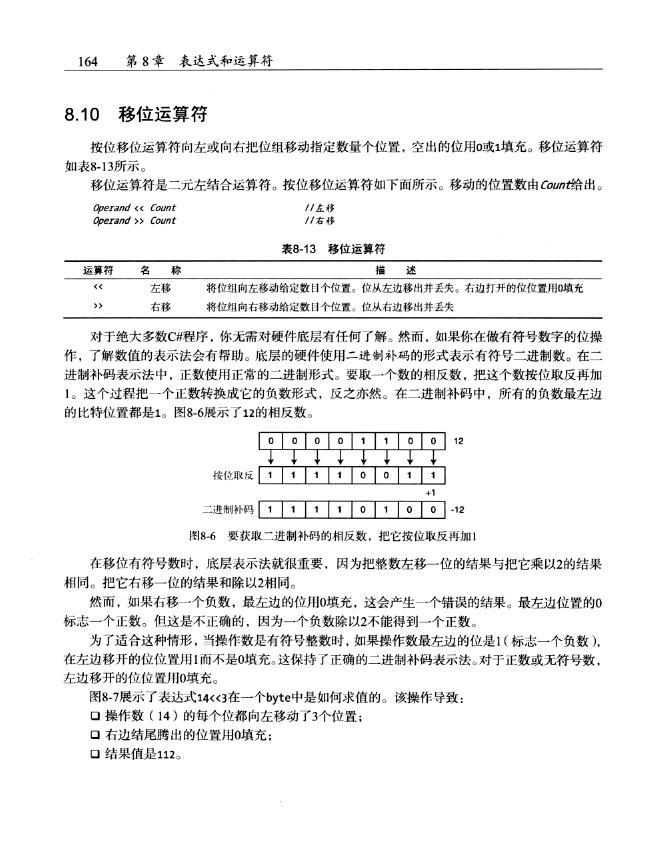 164 第8章 表达式和运算符
8.10 移位运算符
按位移位运算符向左或向右把位组移动指定数量个位置，空出的位用0或1填充。移位运算符
如表8-13所示。
移位运算符是二元左结合运算符。按位移位运算符如下面所示。移动的位置数由Count给出。
Operand << Count //左移
Operand >> Count //右移
表8-13 移位运算符
运算符 名 称 描 述
<< 左移 将位组向左移动给定数目个位置。位从左边移出并丢失。右边打开的位位置用0填充
>> 右移 将位组向右移动给定数目个位置。位从右边移出并丢失
对于绝大多数C#程序，你无需对硬件底层有任何了解。然而，如果你在做有符号数字的位操
作，了解数值的表示法会有帮助。底层的硬件使用二进制补码的形式表示有符号二进制数。在二
进制补码表示法中，正数使用正常的二进制形式。要取一个数的相反数，把这个数按位取反再加
1。这个过程把一个正数转换成它的负数形式，反之亦然。在二进制补码中，所有的负数最左边
的比特位置都是1。图8-6展示了12的相反数。
0 0 0 0 1 1 0 0 12
按位取反 1 1 1 1 0 0 1 1
+1
二进制补码 1 1 1 1 0 1 0 0 -12
图8-6 要获取二进制补码的相反数，把它按位取反再加1
在移位有符号数时，底层表示法就很重要，因为把整数左移一位的结果与把它乘以2的结果
相同。把它右移一位的结果和除以2相同。
然而，如果右移一个负数，最左边的位用0填充，这会产生一个错误的结果。最左边位置的0
标志一个正数。但这是不正确的，因为一个负数除以2不能得到一个正数。
为了适合这种情形，当操作数是有符号整数时，如果操作数最左边的位是1（标志一个负数），
在左边移开的位位置用1而不是0填充。这保持了正确的二进制补码表示法。对于正数或无符号数，
左边移开的位位置用0填充。
图8-7展示了表达式14<<3在一个byte中是如何求值的。该操作导致：
❑ 操作数（14）的每个位都向左移动了3个位置；
❑ 右边结尾腾出的位置用0填充；
❑ 结果值是112。